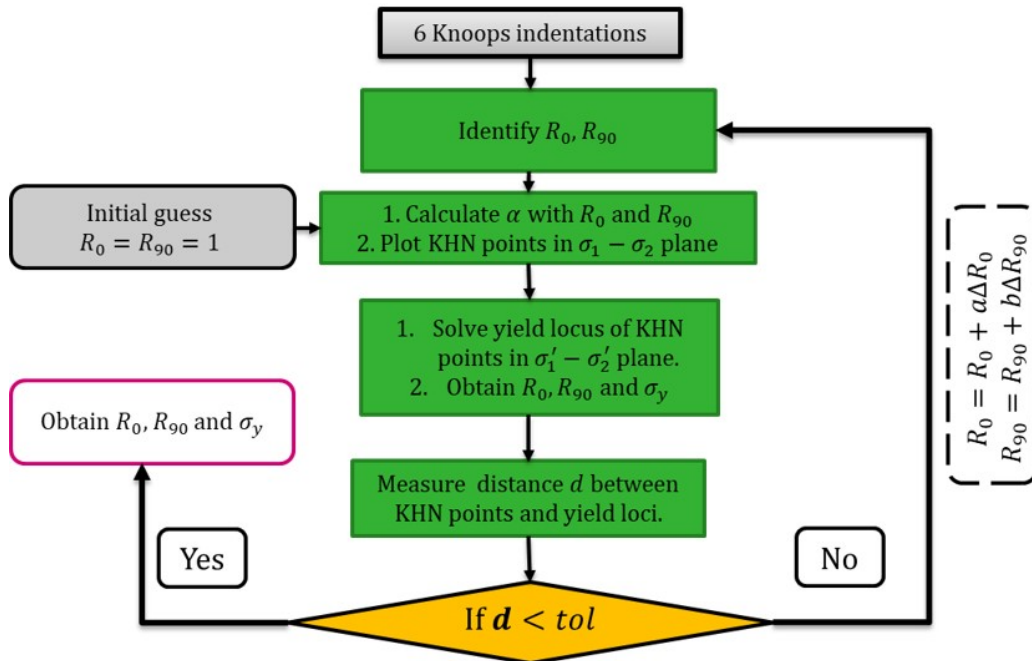 6 Knoops indentations
Identify R₀, R₉₀
Initial guess
R₀ = R₉₀ = 1
1. Calculate α with R₀ and R₉₀
2. Plot KHN points in σ₁ − σ₂ plane
1. Solve yield locus of KHN
points in σ₁′ − σ₂′ plane.
2. Obtain R₀, R₉₀ and σᵧ
Obtain R₀, R₉₀ and σᵧ
Measure distance d between
KHN points and yield loci.
Yes
No
If d < tol
R₀ = R₀ + aΔR₀
R₉₀ = R₉₀ + bΔR₉₀